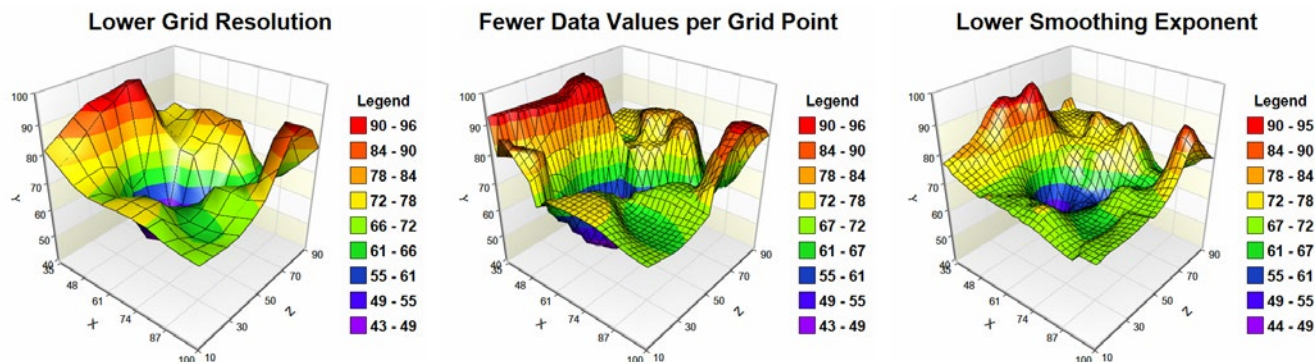 Lower Grid Resolution
100
90
80
70
60
50
40
Y
35
48
61
74
87
100
X
10
30
50
70
90
Z
Legend
90 - 96
84 - 90
78 - 84
72 - 78
66 - 72
61 - 66
55 - 61
49 - 55
43 - 49
Fewer Data Values per Grid Point
100
90
80
70
60
50
40
Y
35
48
61
74
87
100
X
10
30
50
70
90
Z
Legend
90 - 96
84 - 90
78 - 84
72 - 78
67 - 72
61 - 67
55 - 61
49 - 55
43 - 49
Lower Smoothing Exponent
100
90
80
70
60
50
40
Y
35
48
61
74
87
100
X
10
30
50
70
90
Z
Legend
90 - 95
84 - 90
78 - 84
72 - 78
67 - 72
61 - 67
55 - 61
49 - 55
44 - 49